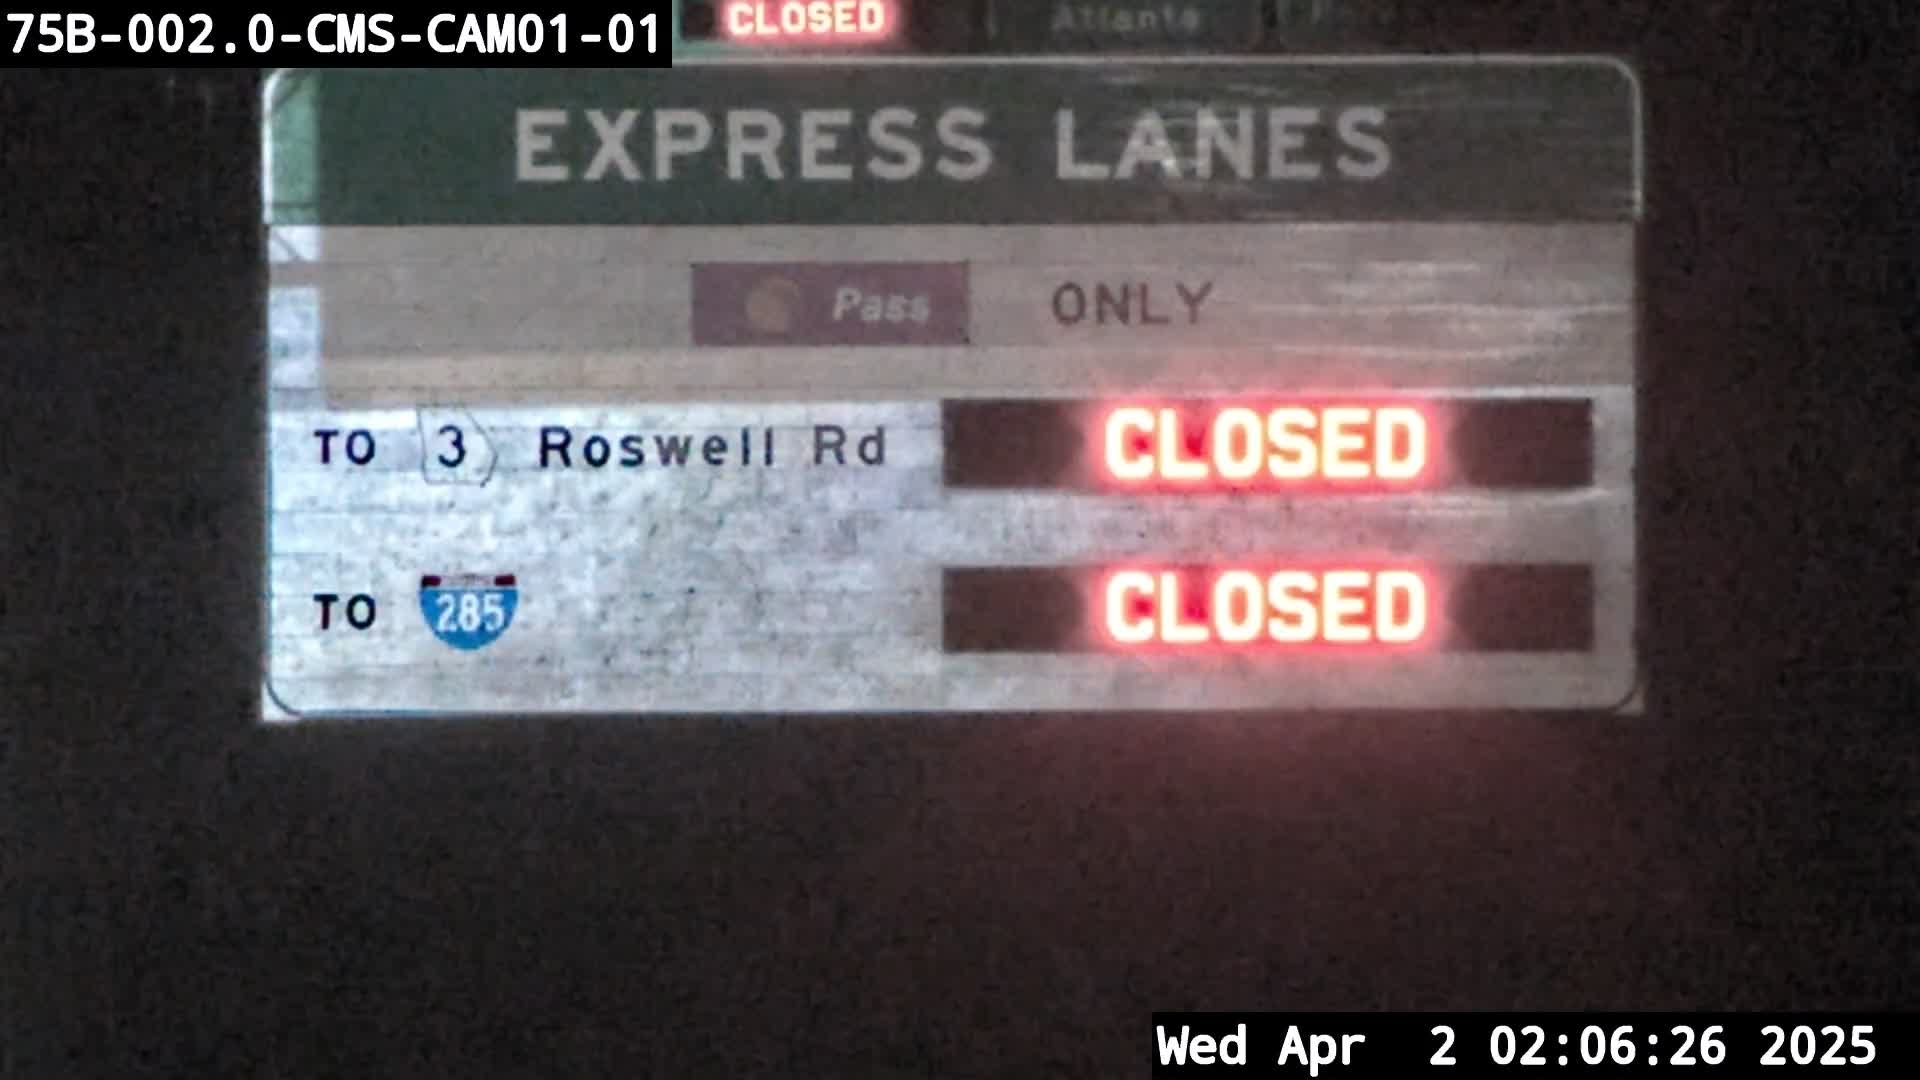 75B-002.0-CMS-CAM01-01
CLOSED
Atlanta
EXPRESS LANES
Pass ONLY
TO 3 Roswell Rd CLOSED
TO 285 CLOSED
Wed Apr 2 02:06:26 2025